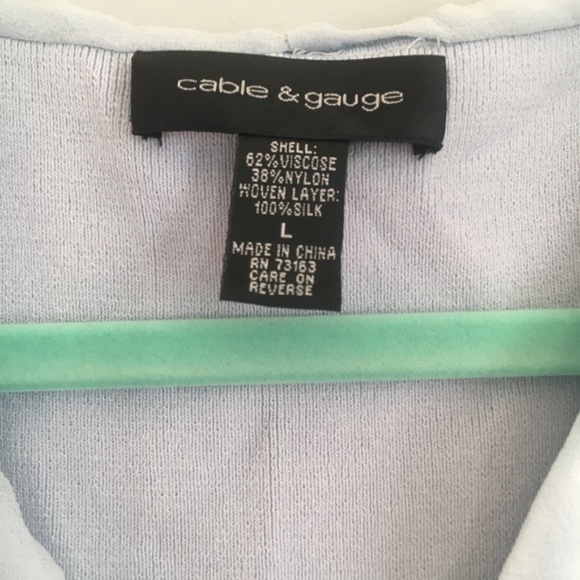 cable & gauge
SHELL:
62%VISCOSE
38%NYLON
WOVEN LAYER:
100%SILK
L
MADE IN CHINA
RN 73163
CARE ON
REVERSE